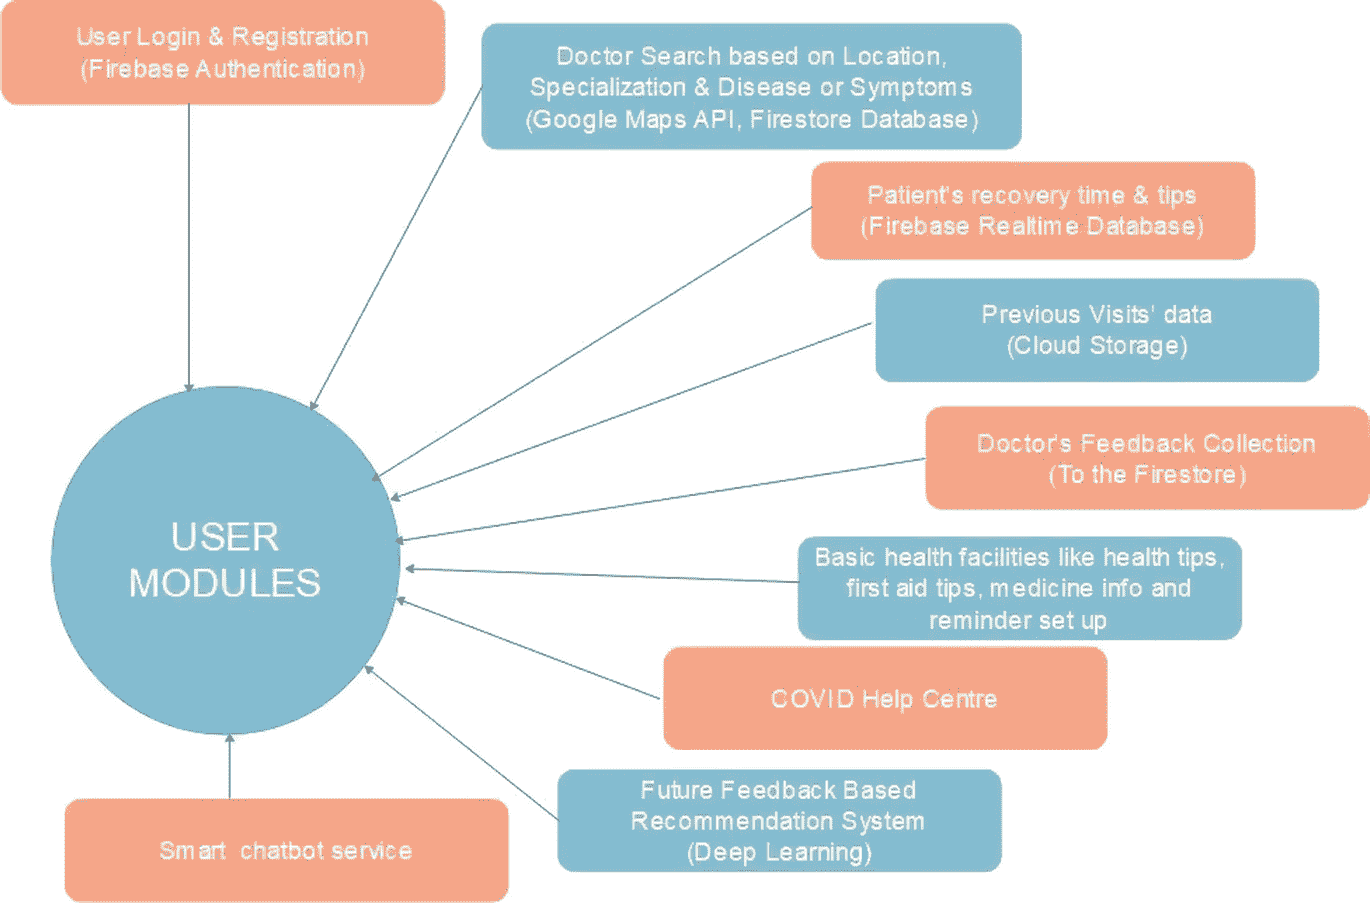 User Login & Registration
(Firebase Authentication)
Doctor Search based on Location,
Specialization & Disease or Symptoms
(Google Maps API, Firestore Database)
Patient's recovery time & tips
(Firebase Realtime Database)
Previous Visits' data
(Cloud Storage)
Doctor's Feedback Collection
(To the Firestore)
USER
MODULES
Basic health facilities like health tips,
first aid tips, medicine info and
reminder set up
COVID Help Centre
Future Feedback Based
Recommendation System
(Deep Learning)
Smart chatbot service